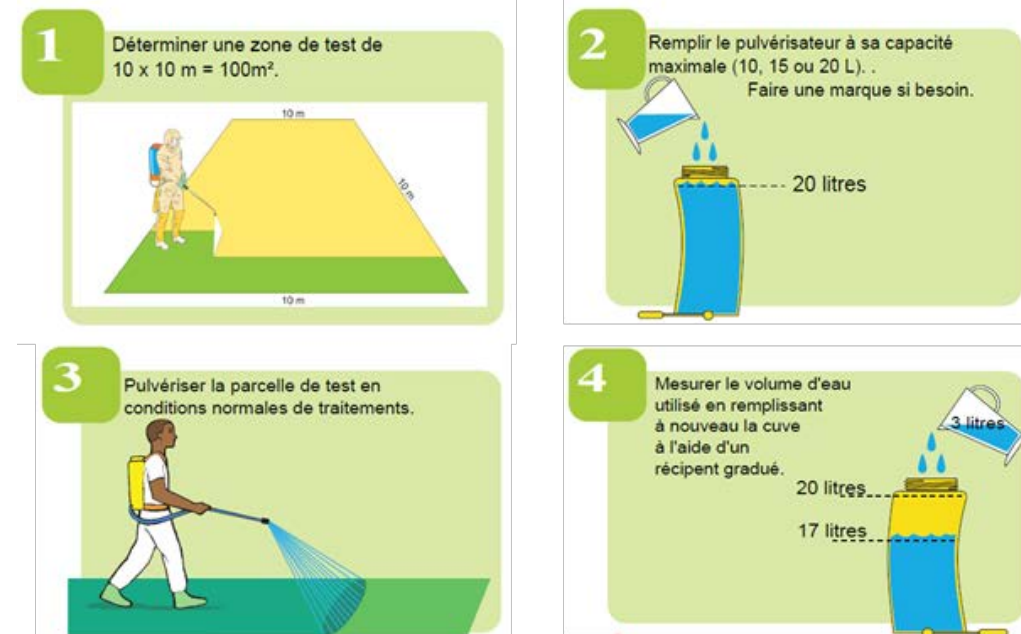 1
Déterminer une zone de test de
10 x 10 m = 100m².
10 m
10 m
10 m
2
Remplir le pulvérisateur à sa capacité
maximale (10, 15 ou 20 L). .
Faire une marque si besoin.
20 litres
3
Pulvériser la parcelle de test en
conditions normales de traitements.
4
Mesurer le volume d'eau
utilisé en remplissant
à nouveau la cuve
à l'aide d'un
récipent gradué.
3 litres
20 litres
17 litres